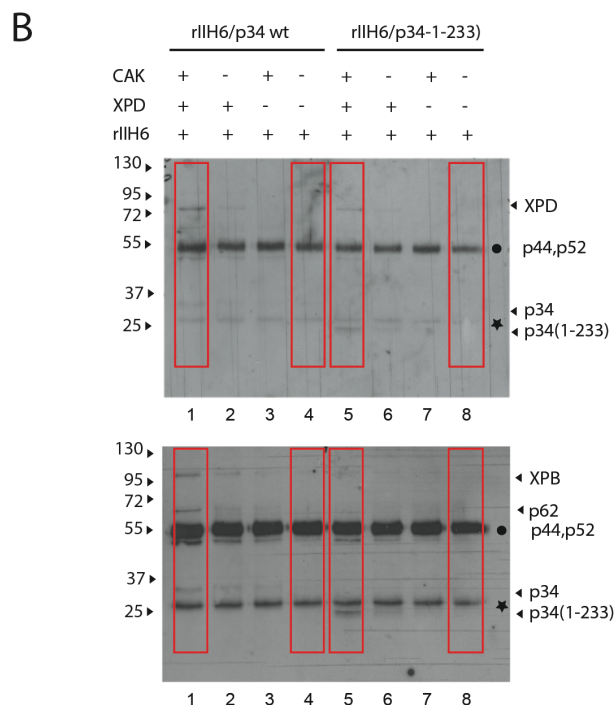 B
rIIH6/p34 wt rIIH6/p34-1-233)
CAK + - + - + - + -
XPD + + - - + + - -
rIIH6 + + + + + + + +
130
95
72
55
37
25
XPD
p44,p52
p34
p34(1-233)
1 2 3 4 5 6 7 8
130
95
72
55
37
25
XPB
p62
p44,p52
p34
p34(1-233)
1 2 3 4 5 6 7 8